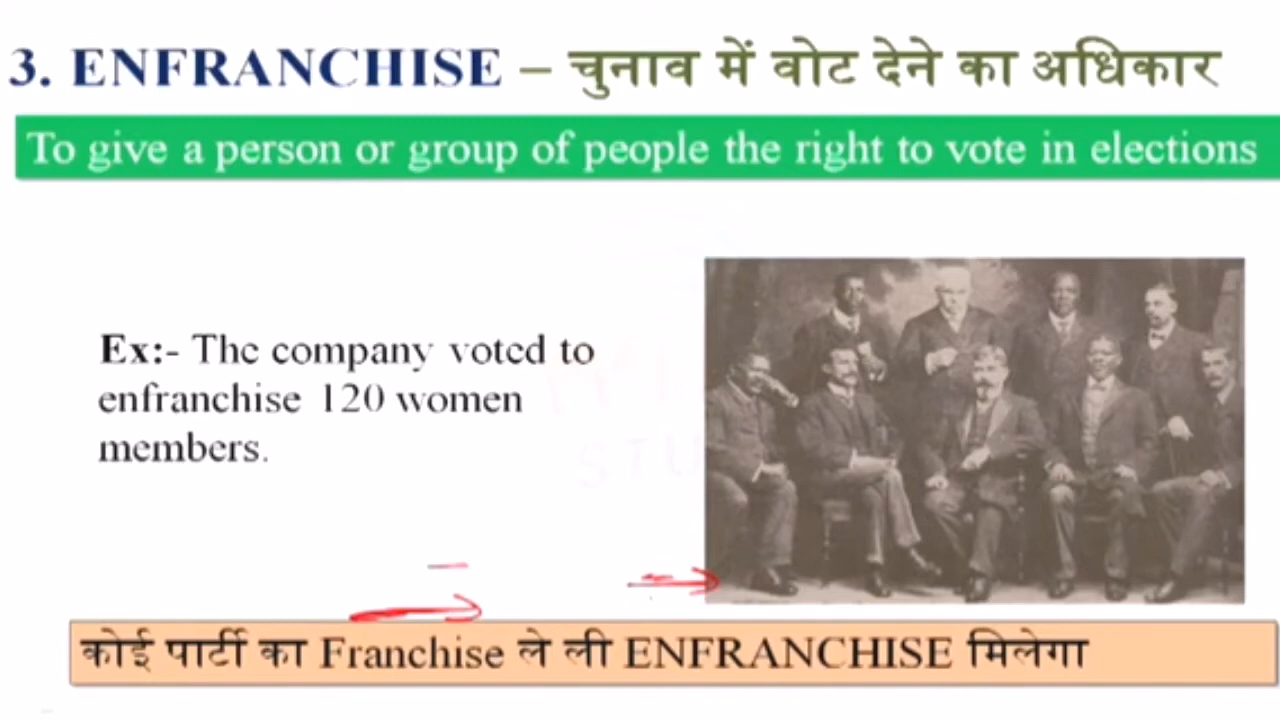 3. ENFRANCHISE – चुनाव में वोट देने का अधिकार
To give a person or group of people the right to vote in elections
Ex:- The company voted to
enfranchise 120 women
members.
कोई पार्टी का Franchise ले ली ENFRANCHISE मिलेगा